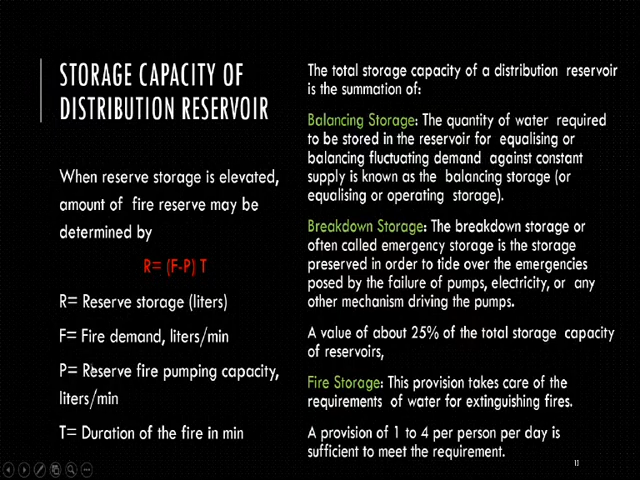 STORAGE CAPACITY OF
DISTRIBUTION RESERVOIR
When reserve storage is elevated,
amount of fire reserve may be
determined by
R= (F-P) T
R= Reserve storage (liters)
F= Fire demand, liters/min
P= Reserve fire pumping capacity,
liters/min
T= Duration of the fire in min
The total storage capacity of a distribution reservoir
is the summation of:
Balancing Storage: The quantity of water required
to be stored in the reservoir for equalising or
balancing fluctuating demand against constant
supply is known as the balancing storage (or
equalising or operating storage).
Breakdown Storage: The breakdown storage or
often called emergency storage is the storage
preserved in order to tide over the emergencies
posed by the failure of pumps, electricity, or any
other mechanism driving the pumps.
A value of about 25% of the total storage capacity
of reservoirs,
Fire Storage: This provision takes care of the
requirements of water for extinguishing fires.
A provision of 1 to 4 per person per day is
sufficient to meet the requirement.
11